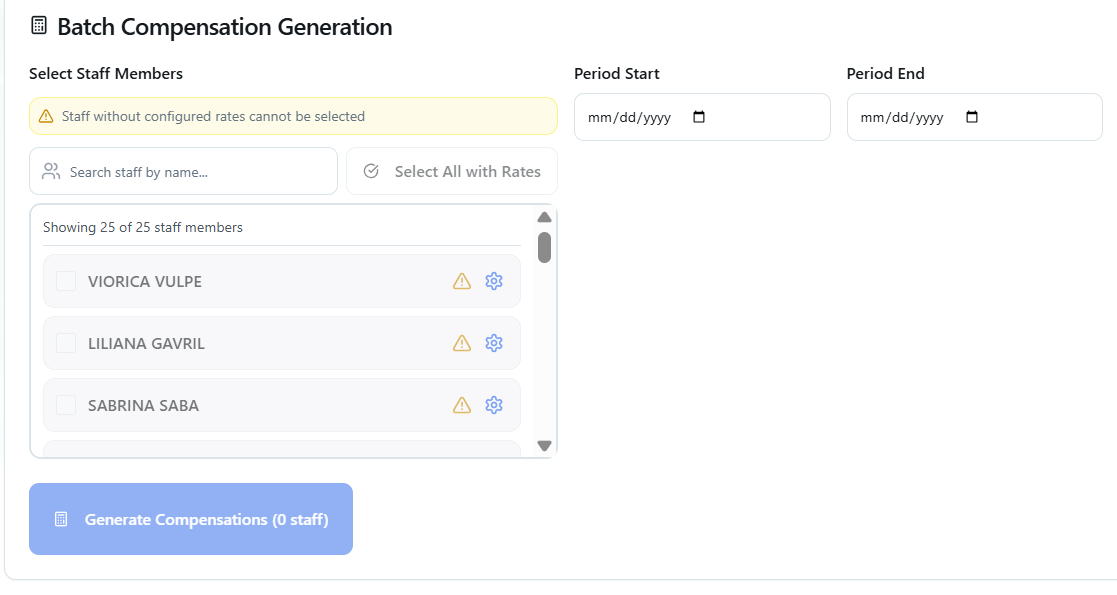 Batch Compensation Generation
Select Staff Members
Period Start
Period End
Staff without configured rates cannot be selected
mm/dd/yyyy
mm/dd/yyyy
Search staff by name...
Select All with Rates
Showing 25 of 25 staff members
VIORICA VULPE
LILIANA GAVRIL
SABRINA SABA
Generate Compensations (0 staff)